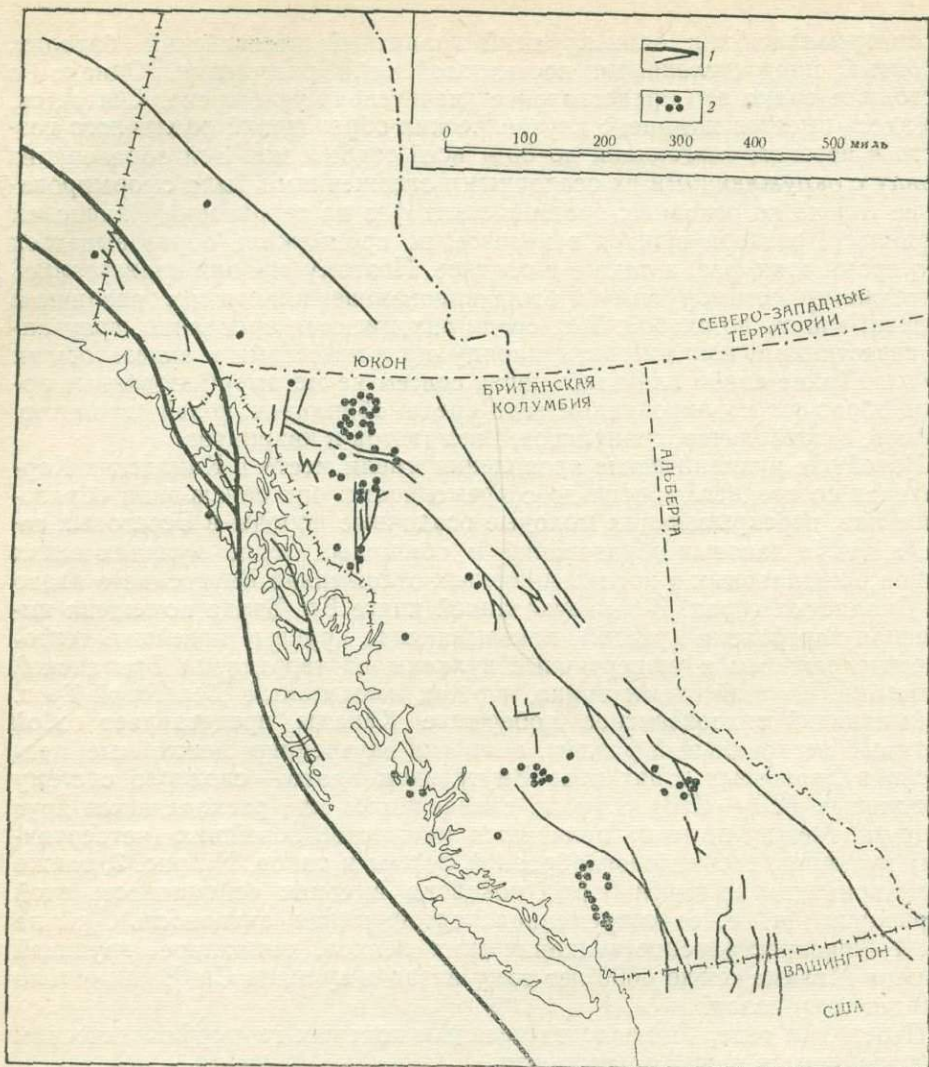 1
2
0 100 200 300 400 500 миль
СЕВЕРО-ЗАПАДНЫЕ
ТЕРРИТОРИИ
ЮКОН
БРИТАНСКАЯ
КОЛУМБИЯ
АЛЬБЕРТА
ВАШИНГТОН
США